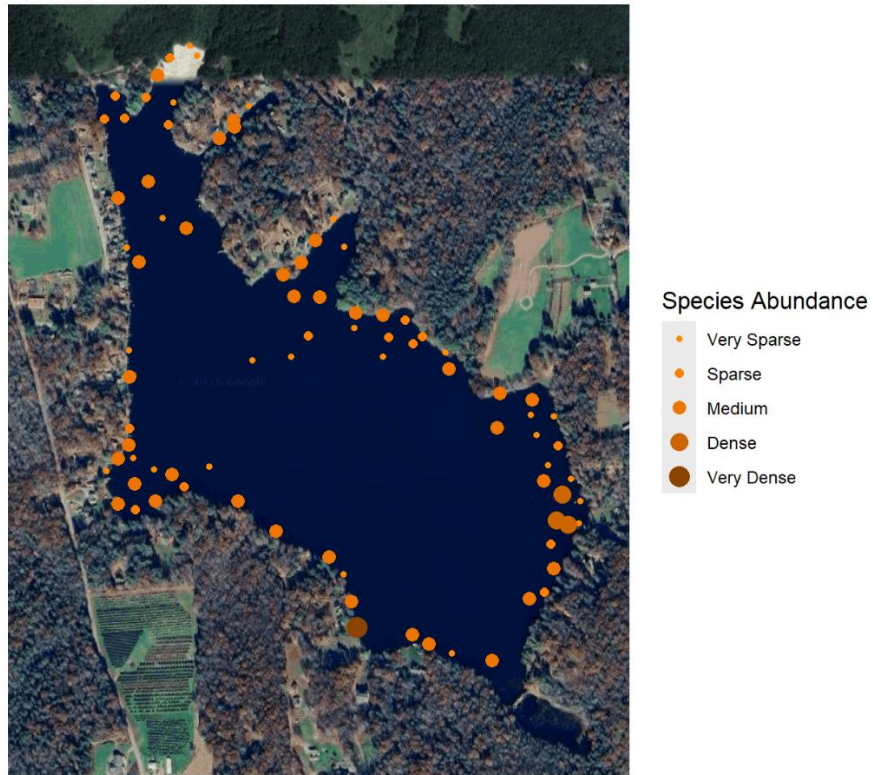 Species Abundance
Very Sparse
Sparse
Medium
Dense
Very Dense